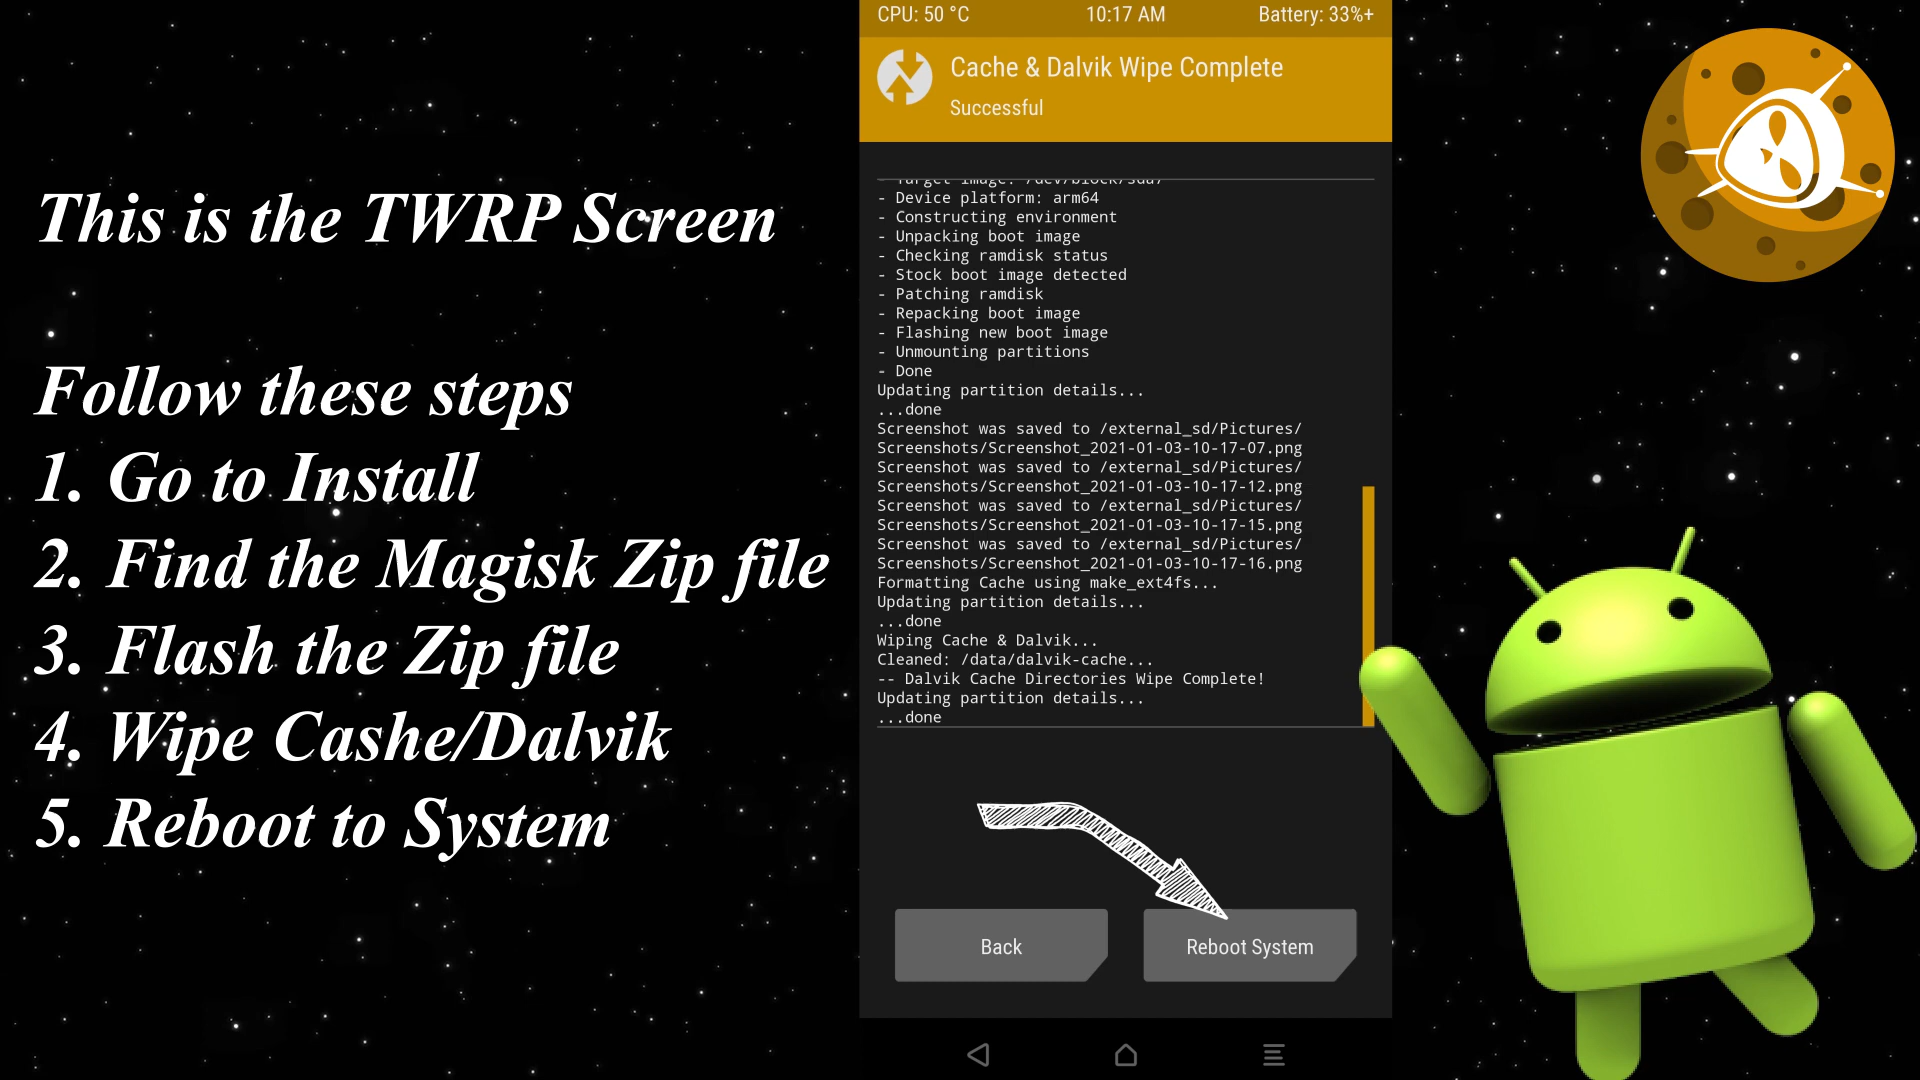 This is the TWRP Screen
Follow these steps
1. Go to Install
2. Find the Magisk Zip file
3. Flash the Zip file
4. Wipe Cashe/Dalvik
5. Reboot to System
CPU: 50 °C 10:17 AM Battery: 33%+
Cache & Dalvik Wipe Complete
Successful
- Target image: /dev/block/sda7
- Device platform: arm64
- Constructing environment
- Unpacking boot image
- Checking ramdisk status
- Stock boot image detected
- Patching ramdisk
- Repacking boot image
- Flashing new boot image
- Unmounting partitions
- Done
Updating partition details...
...done
Screenshot was saved to /external_sd/Pictures/
Screenshots/Screenshot_2021-01-03-10-17-07.png
Screenshot was saved to /external_sd/Pictures/
Screenshots/Screenshot_2021-01-03-10-17-12.png
Screenshot was saved to /external_sd/Pictures/
Screenshots/Screenshot_2021-01-03-10-17-15.png
Screenshot was saved to /external_sd/Pictures/
Screenshots/Screenshot_2021-01-03-10-17-16.png
Formatting Cache using make_ext4fs...
Updating partition details...
...done
Wiping Cache & Dalvik...
Cleaned: /data/dalvik-cache...
-- Dalvik Cache Directories Wipe Complete!
Updating partition details...
...done
Back
Reboot System